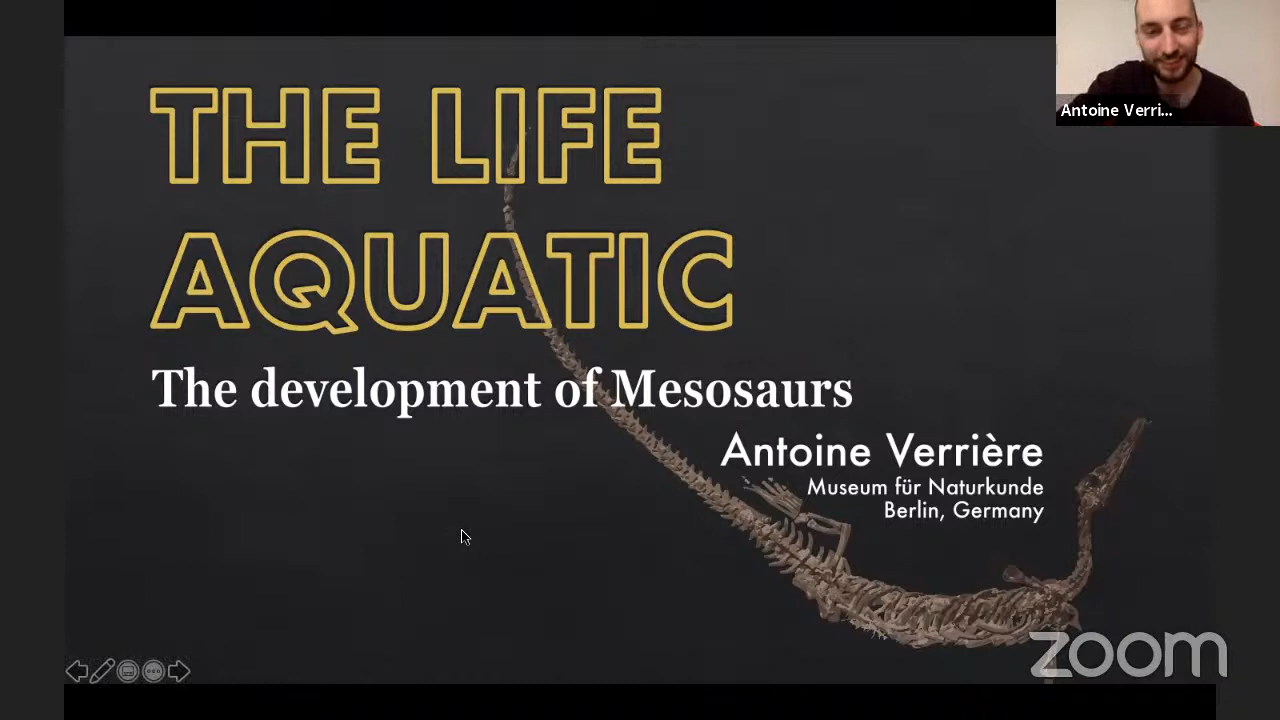 THE LIFE
AQUATIC
The development of Mesosaurs
Antoine Verrière
Museum für Naturkunde
Berlin, Germany
Antoine Verri...
zoom